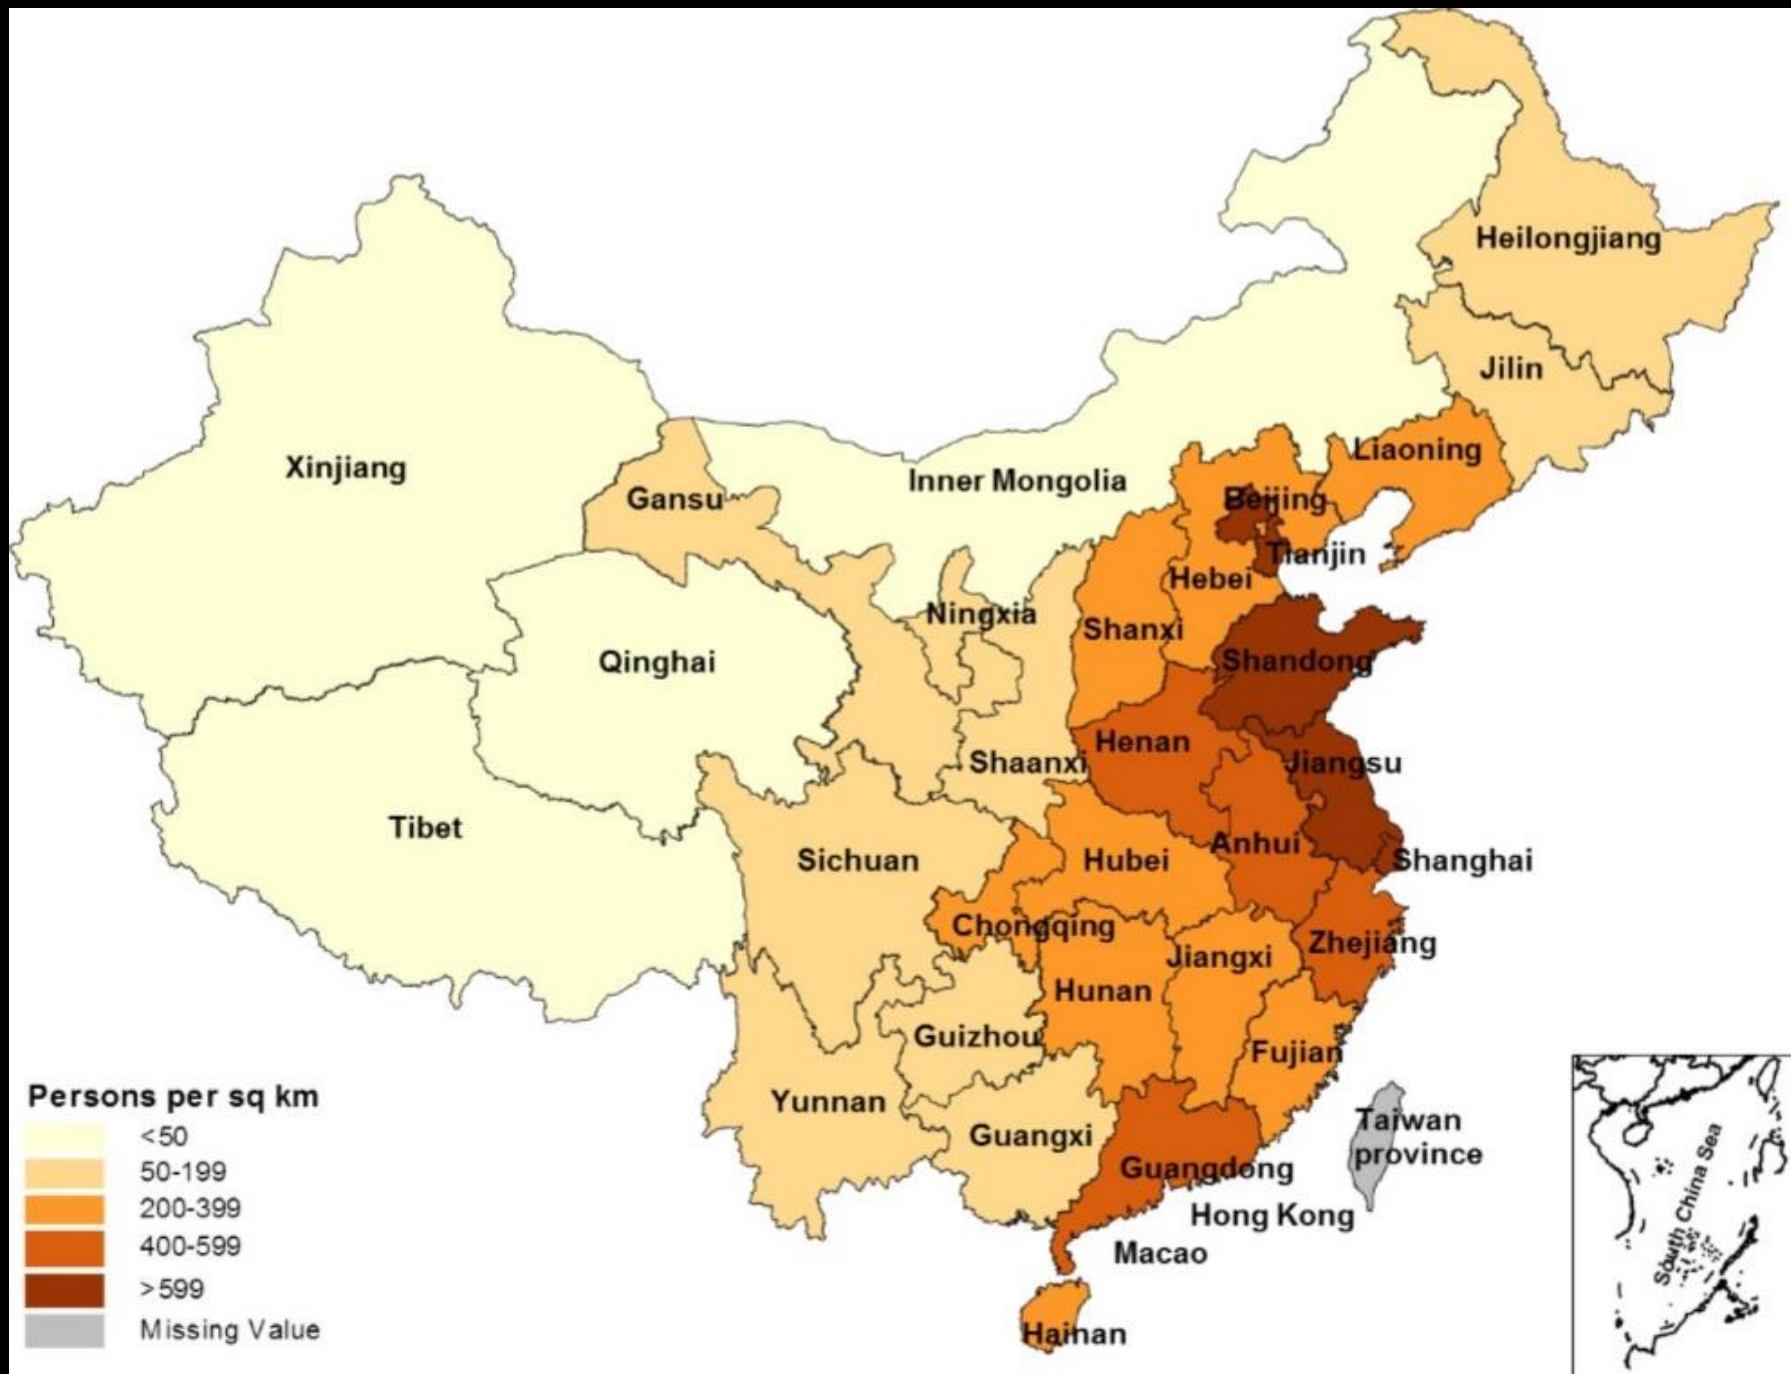 Heilongjiang
Jilin
Liaoning
Xinjiang
Inner Mongolia
Gansu
Beijing
Tianjin
Hebei
Ningxia
Shanxi
Qinghai
Shandong
Henan
Shaanxi
Jiangsu
Tibet
Anhui
Sichuan
Hubei
Shanghai
Chongqing
Zhejiang
Jiangxi
Hunan
Guizhou
Fujian
Yunnan
Guangxi
Taiwan
province
Guangdong
Hong Kong
Macao
Hainan
Persons per sq km
<50
50-199
200-399
400-599
>599
Missing Value
South China Sea